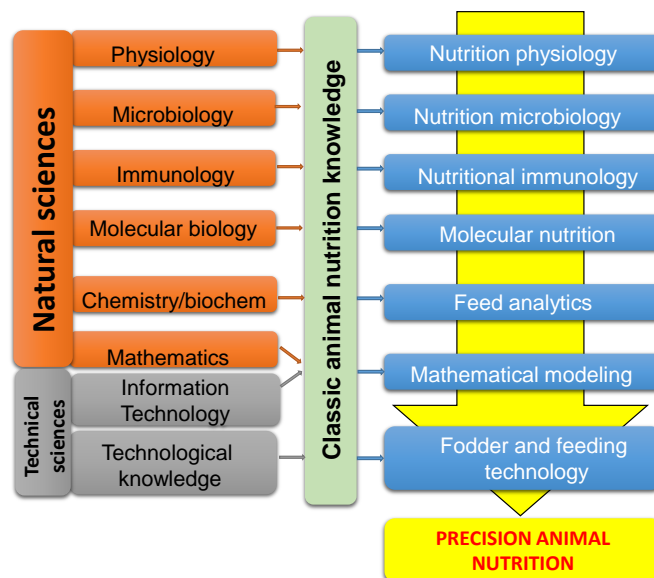 Natural sciences
Physiology
Microbiology
Immunology
Molecular biology
Chemistry/biochem
Mathematics
Technical
sciences
Information
Technology
Technological
knowledge
Classic animal nutrition knowledge
Nutrition physiology
Nutrition microbiology
Nutritional immunology
Molecular nutrition
Feed analytics
Mathematical modeling
Fodder and feeding
technology
PRECISION ANIMAL
NUTRITION